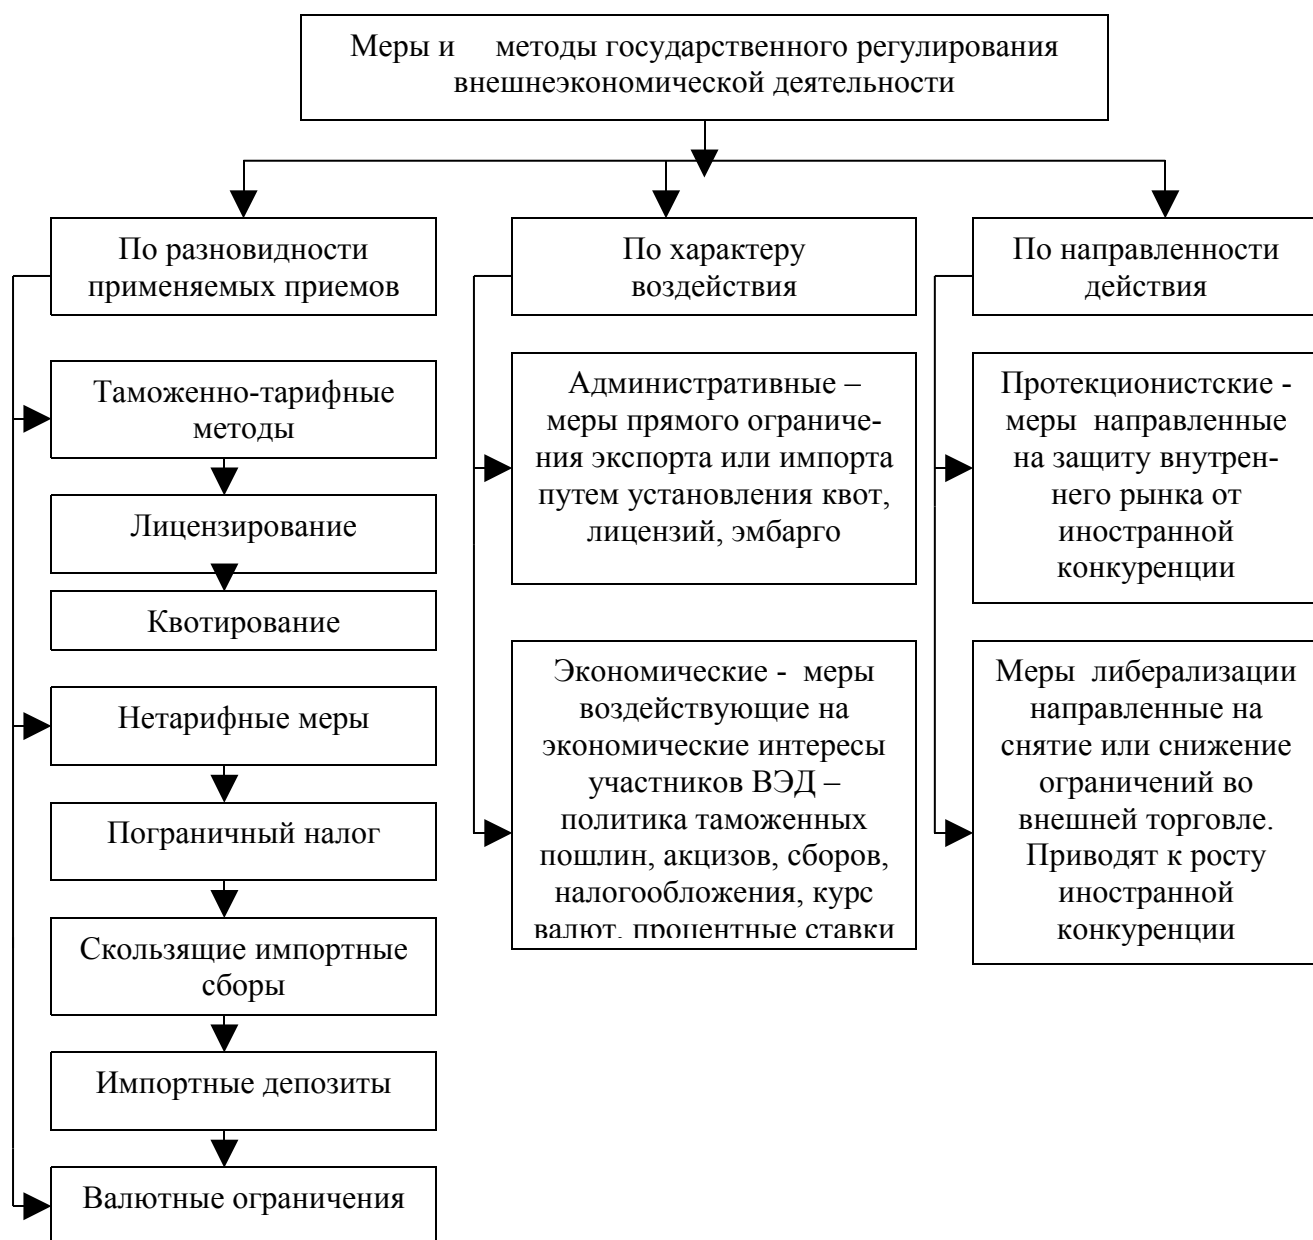 Меры и методы государственного регулирования
внешнеэкономической деятельности
По разновидности
применяемых приемов
Таможенно-тарифные
методы
Лицензирование
Квотирование
Нетарифные меры
Пограничный налог
Скользящие импортные
сборы
Импортные депозиты
Валютные ограничения
По характеру
воздействия
Административные –
меры прямого ограниче-
ния экспорта или импорта
путем установления квот,
лицензий, эмбарго
Экономические - меры
воздействующие на
экономические интересы
участников ВЭД –
политика таможенных
пошлин, акцизов, сборов,
налогообложения, курс
валют, процентные ставки
По направленности
действия
Протекционистские -
меры направленные
на защиту внутрен-
него рынка от
иностранной
конкуренции
Меры либерализации
направленные на
снятие или снижение
ограничений во
внешней торговле.
Приводят к росту
иностранной
конкуренции